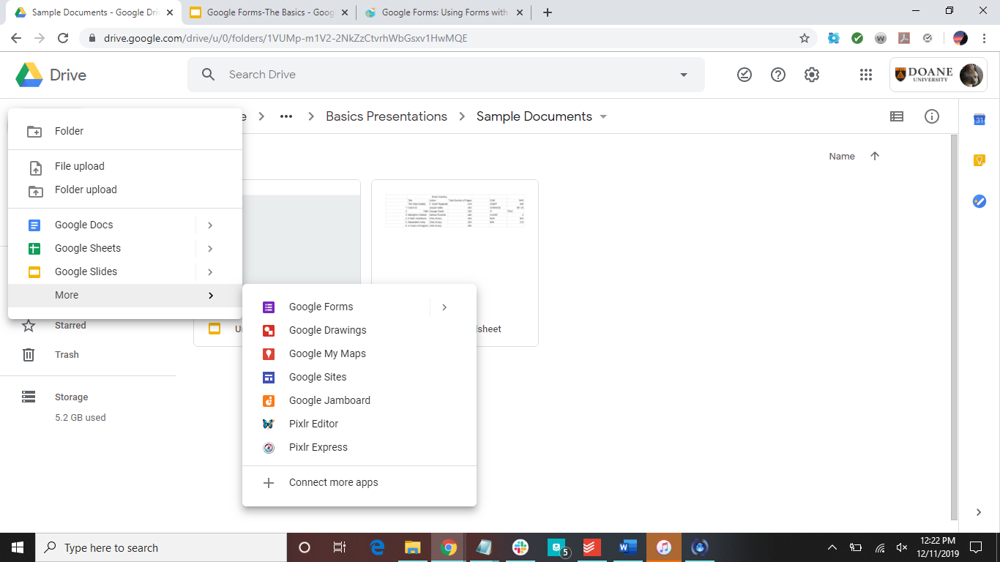 Sample Documents - Google Dri
Google Forms-The Basics - Goog
Google Forms: Using Forms with
drive.google.com/drive/u/0/folders/1VUMp-m1V2-2NkZzCtvrhWbGsxv1HwMQE
Drive
Search Drive
DOANE
UNIVERSITY
Basics Presentations
Sample Documents
31
Folder
Name
File upload
Folder upload
Google Docs
Google Sheets
Google Slides
More
Google Forms
Starred
Google Drawings
Google My Maps
Trash
Google Sites
Storage
Google Jamboard
5.2 GB used
Pixlr Editor
Pixlr Express
Connect more apps
Type here to search
5
12:22 PM
12/11/2019